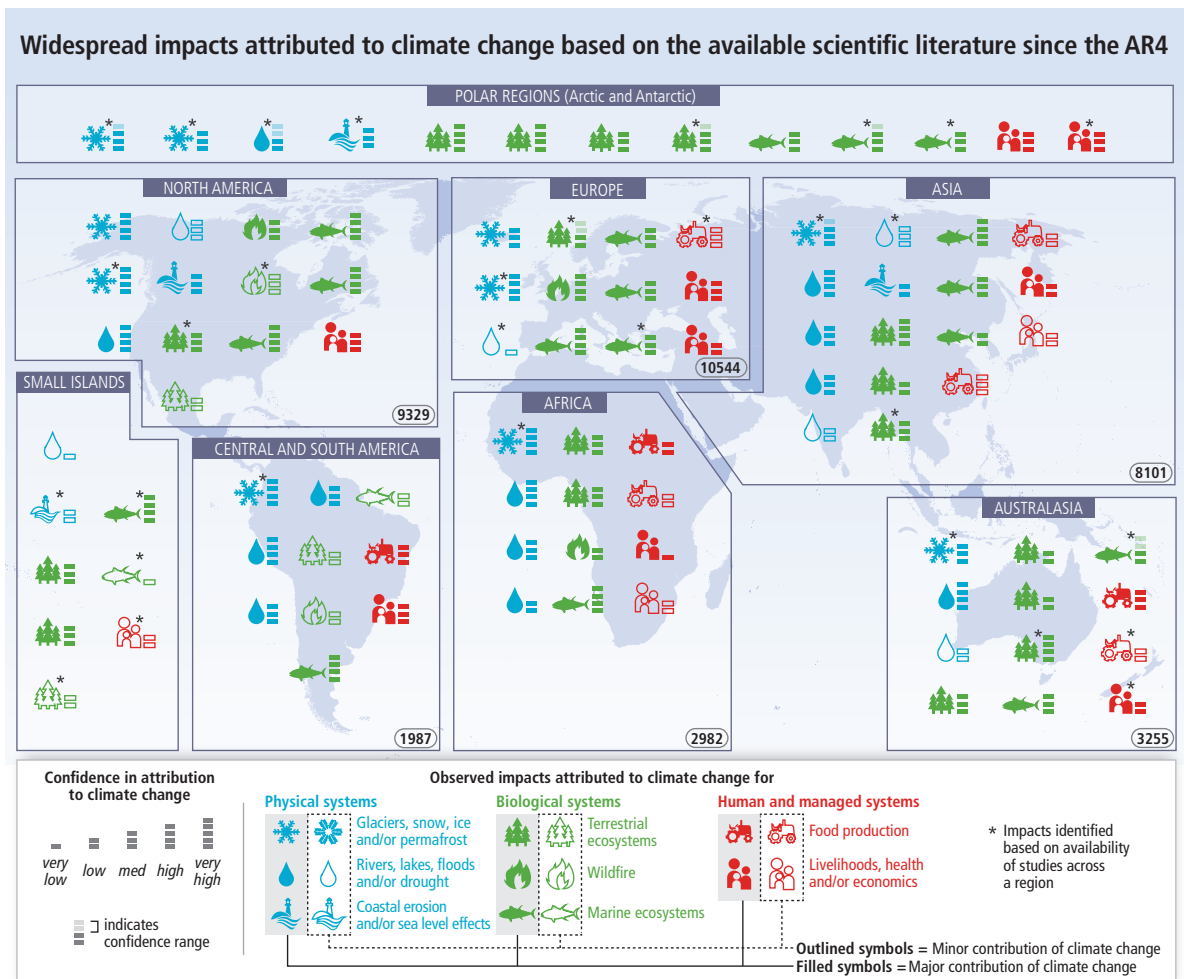 Widespread impacts attributed to climate change based on the available scientific literature since the AR4
POLAR REGIONS (Arctic and Antarctic)
* * * * * * * *
NORTH AMERICA
* * *
9329
EUROPE
* * * * *
10544
ASIA
* * *
8101
SMALL ISLANDS
* * * * *
CENTRAL AND SOUTH AMERICA
*
1987
AFRICA
*
2982
AUSTRALASIA
* * * * *
3255
Confidence in attribution
to climate change
very
low
low
med
high
very
high
indicates
confidence range
Observed impacts attributed to climate change for
Physical systems
Glaciers, snow, ice
and/or permafrost
Rivers, lakes, floods
and/or drought
Coastal erosion
and/or sea level effects
Biological systems
Terrestrial
ecosystems
Wildfire
Marine ecosystems
Human and managed systems
Food production
Livelihoods, health
and/or economics
* Impacts identified
based on availability
of studies across
a region
Outlined symbols = Minor contribution of climate change
Filled symbols = Major contribution of climate change